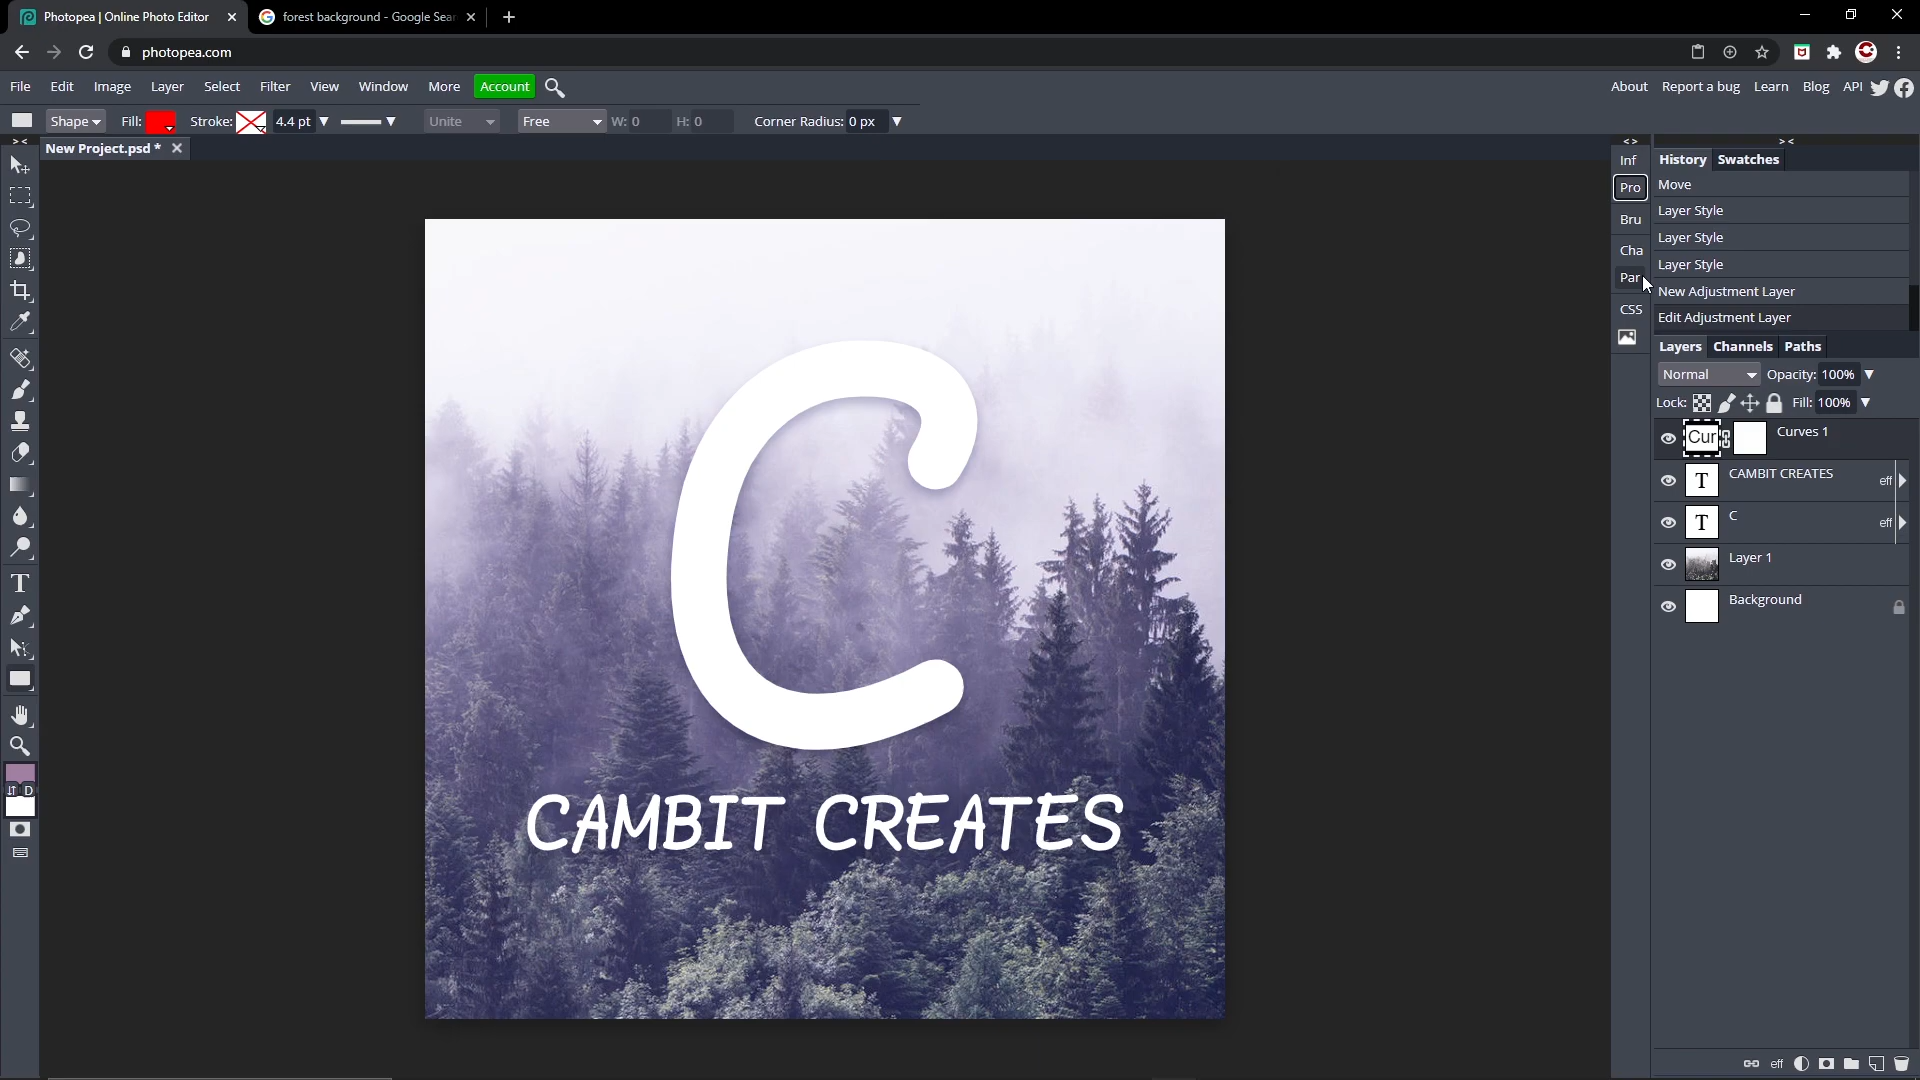 Photopea | Online Photo Editor
forest background - Google Sear
photopea.com
File Edit Image Layer Select Filter View Window More Account
About Report a bug Learn Blog API
Shape Fill: Stroke: 4.4 pt Unite Free W: 0 H: 0 Corner Radius: 0 px
New Project.psd *
Inf
Pro
Bru
Cha
Par
CSS
History Swatches
Move
Layer Style
Layer Style
Layer Style
New Adjustment Layer
Edit Adjustment Layer
Layers Channels Paths
Normal Opacity: 100%
Lock: Fill: 100%
Cur Curves 1
T CAMBIT CREATES eff
T C eff
Layer 1
Background
eff
T
D
C
CAMBIT CREATES